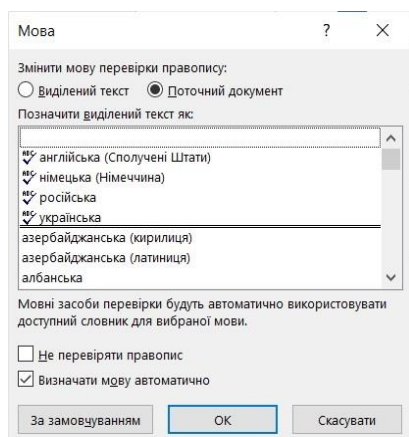 Мова ? ×
Змінити мову перевірки правопису:
Виділений текст Поточний документ
Позначити виділений текст як:
англійська (Сполучені Штати)
німецька (Німеччина)
російська
українська
азербайджанська (кирилиця)
азербайджанська (латиниця)
албанська
Мовні засоби перевірки будуть автоматично використовувати
доступний словник для вибраної мови.
Не перевіряти правопис
Визначати мову автоматично
За замовчуванням ОК Скасувати